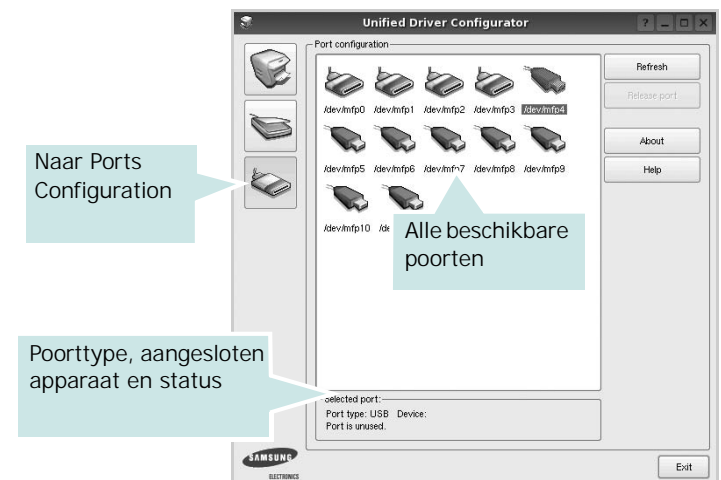 Unified Driver Configurator
Port configuration
/dev/mfp0 /dev/mfp1 /dev/mfp2 /dev/mfp3 /dev/mfp4
/dev/mfp5 /dev/mfp6 /dev/mfp7 /dev/mfp8 /dev/mfp9
/dev/mfp10
Refresh
Release port
About
Help
Naar Ports
Configuration
Alle beschikbare
poorten
Poorttype, aangesloten
apparaat en status
Selected port:
Port type: USB Device:
Port is unused.
SAMSUNG
ELECTRONICS
Exit